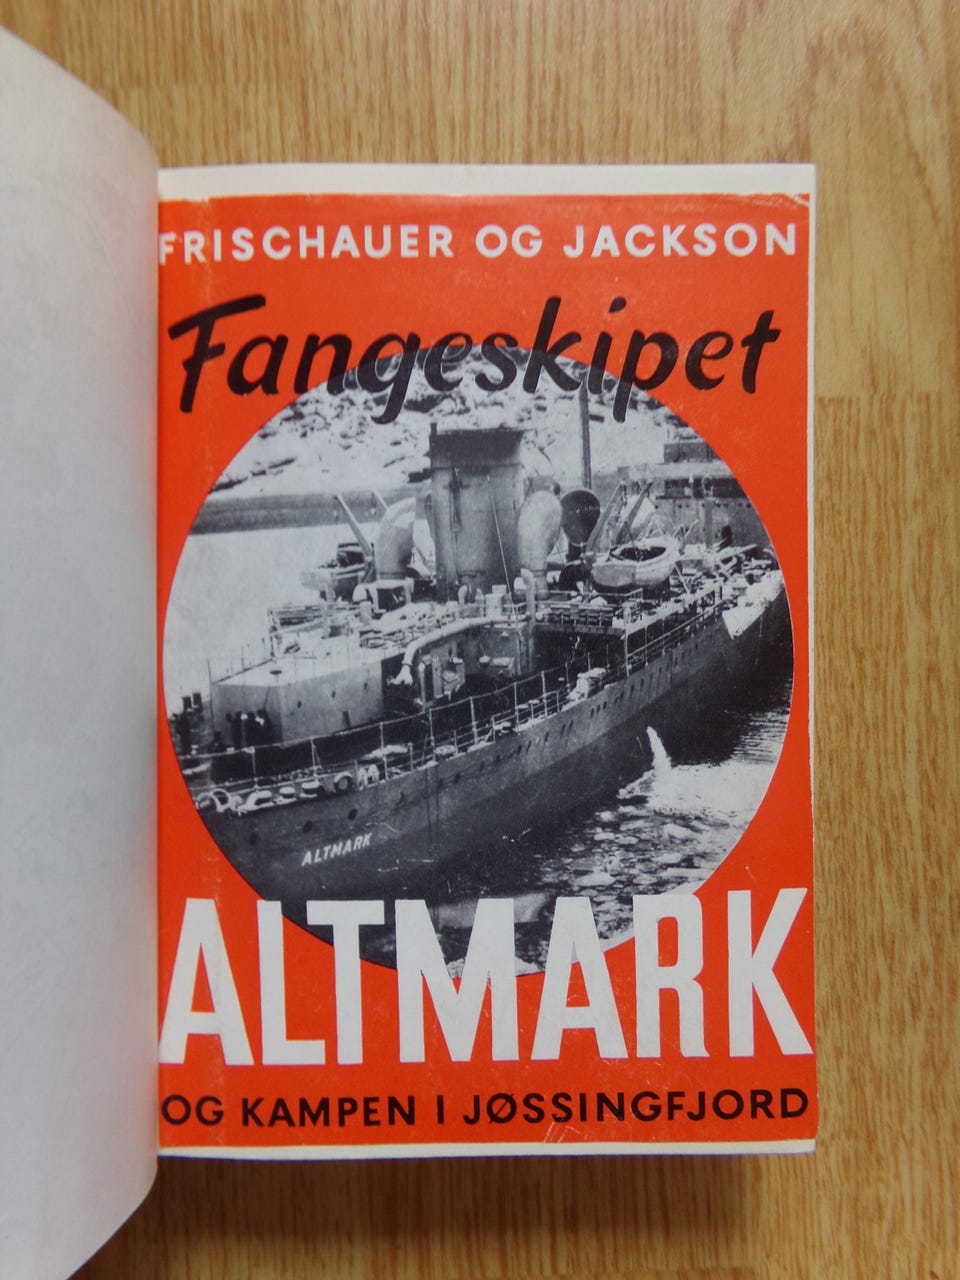 FRISCHAUER OG JACKSON
Fangeskipet
ALTMARK
ALTMARK
OG KAMPEN I JØSSINGFJORD